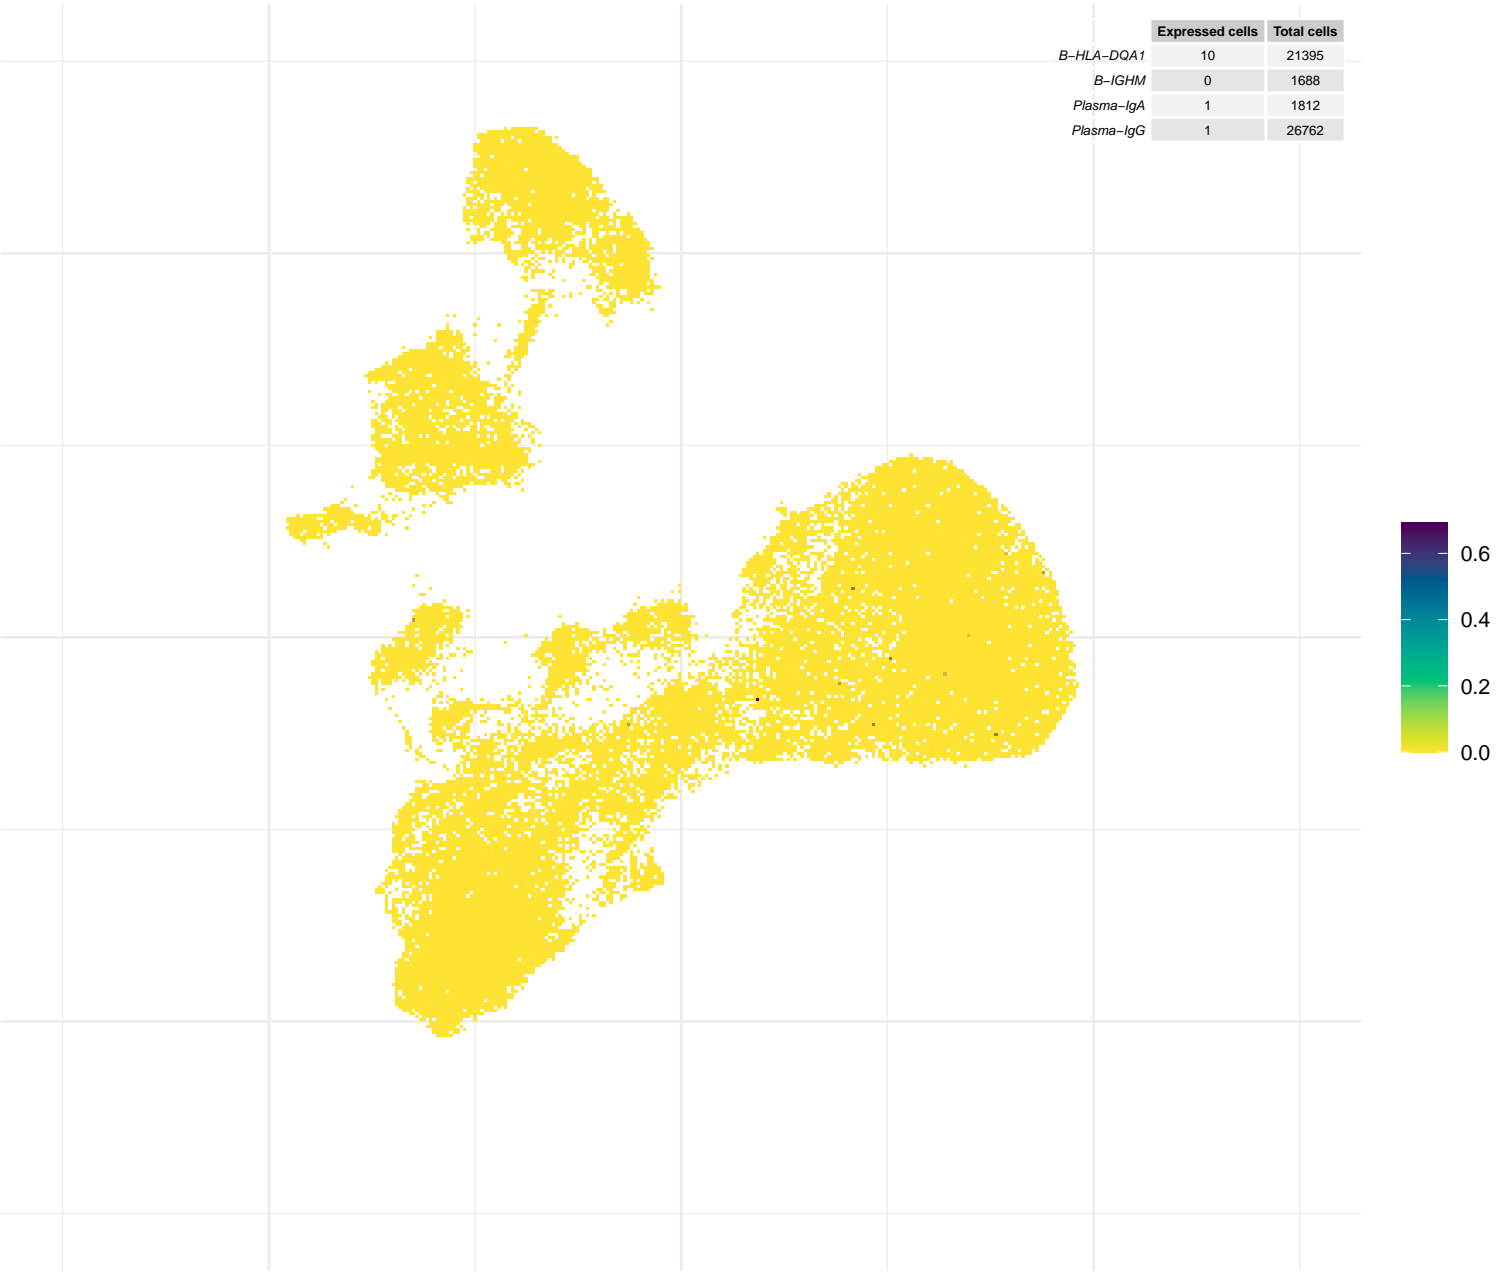 Expressed cells Total cells
B−HLA−DQA1 10 21395
B−IGHM 0 1688
Plasma−IgA 1 1812
Plasma−IgG 1 26762
0.6
0.4
0.2
0.0